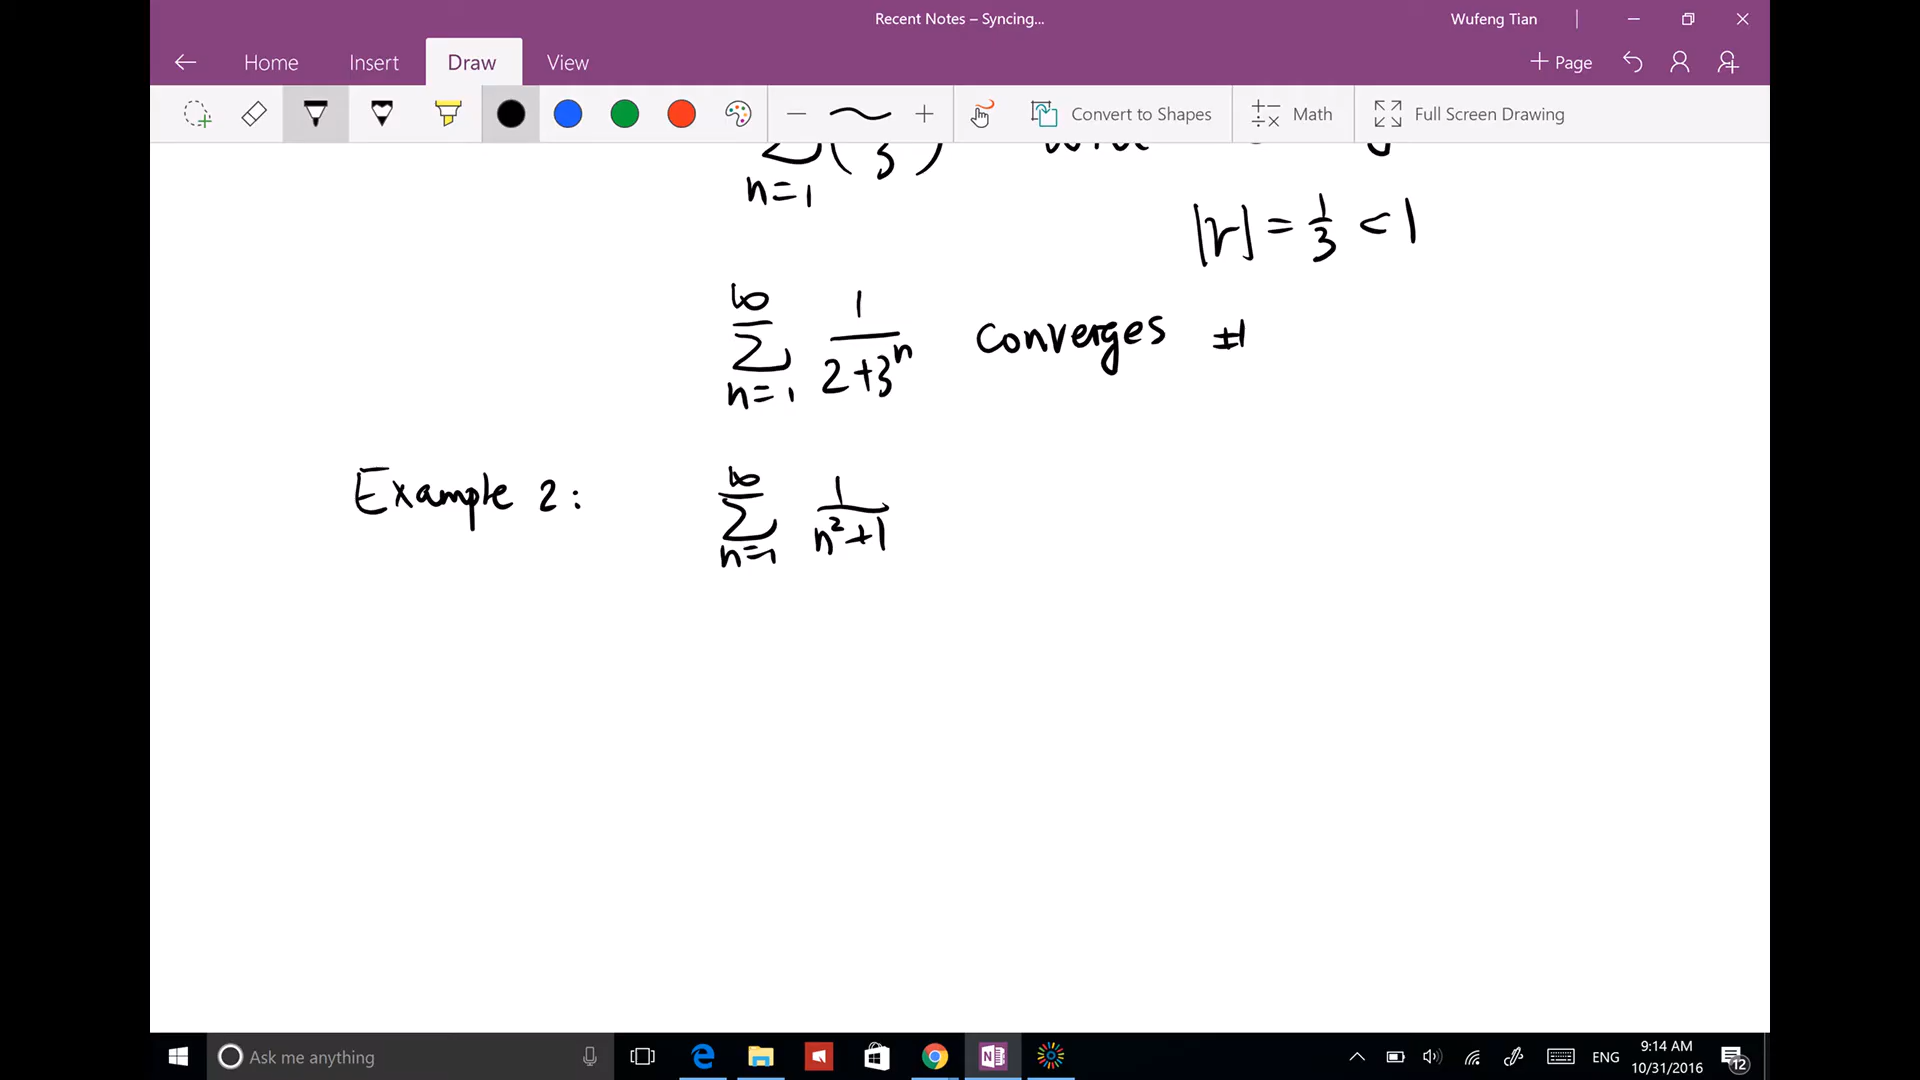 Recent Notes – Syncing...
Wufeng Tian
Home Insert Draw View
Page
Convert to Shapes Math Full Screen Drawing
∑ n=1 ( 3 )
|r| = 1/3 < 1
∞ ∑ n=1 1/(2+3^n) converges #
Example 2: ∞ ∑ n=1 1/(n²+1)
Ask me anything
ENG
9:14 AM
10/31/2016
12